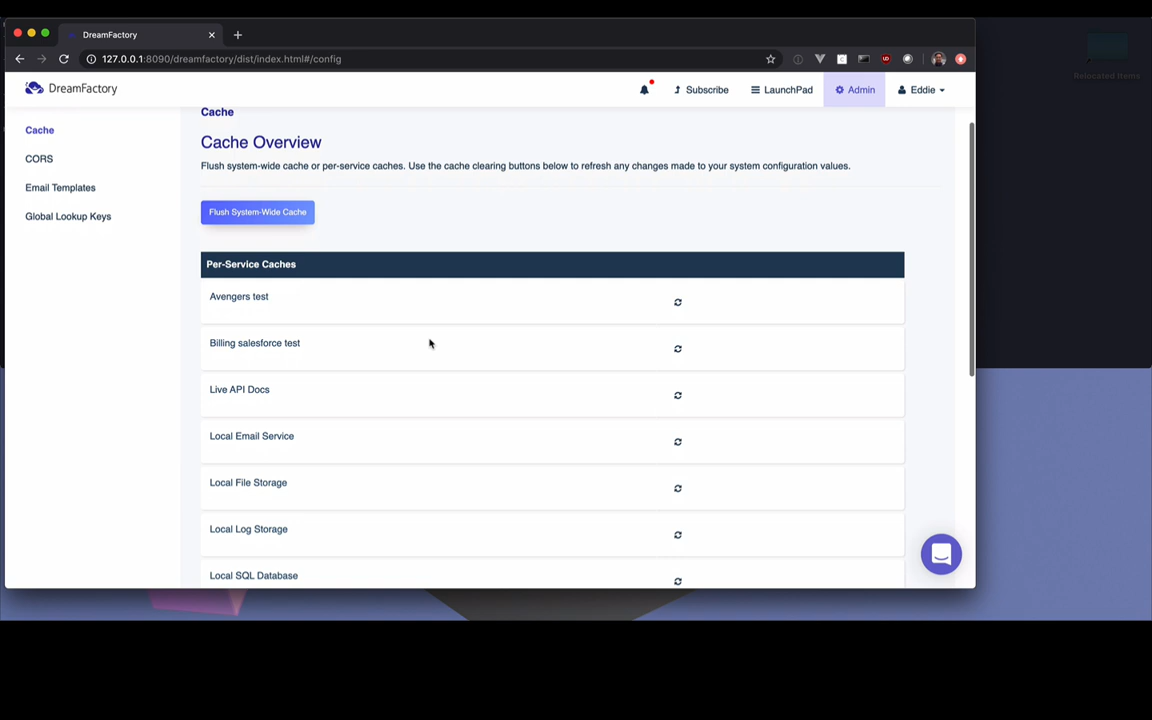 DreamFactory
127.0.0.1:8090/dreamfactory/dist/index.html#/config
DreamFactory
Subscribe
LaunchPad
Admin
Eddie
Relocated Items
Cache
CORS
Email Templates
Global Lookup Keys
Cache
Cache Overview
Flush system-wide cache or per-service caches. Use the cache clearing buttons below to refresh any changes made to your system configuration values.
Flush System-Wide Cache
Per-Service Caches
Avengers test
Billing salesforce test
Live API Docs
Local Email Service
Local File Storage
Local Log Storage
Local SQL Database